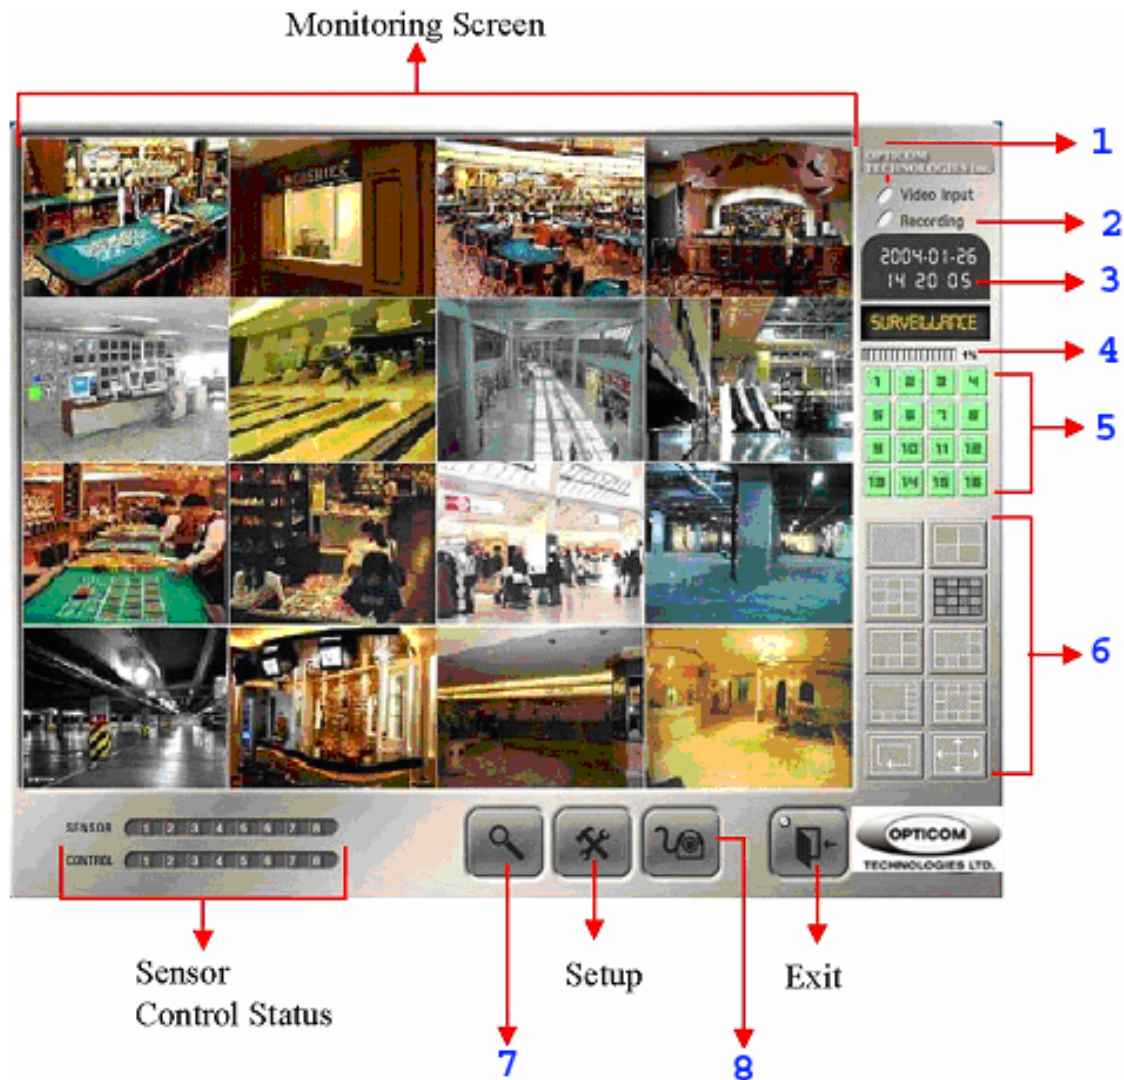 Monitoring Screen
1
OPTICOM
TECHNOLOGIES Inc
Video Input
Recording
2
2004-01-26
14 20 05
3
SURVEILLANCE
4%
4
1 2 3 4
5 6 7 8
9 10 11 12
13 14 15 16
5
6
SENSOR 1 2 3 4 5 6 7 8
CONTROL 1 2 3 4 5 6 7 8
OPTICOM
TECHNOLOGIES LTD.
Sensor
Control Status
Setup
Exit
7
8